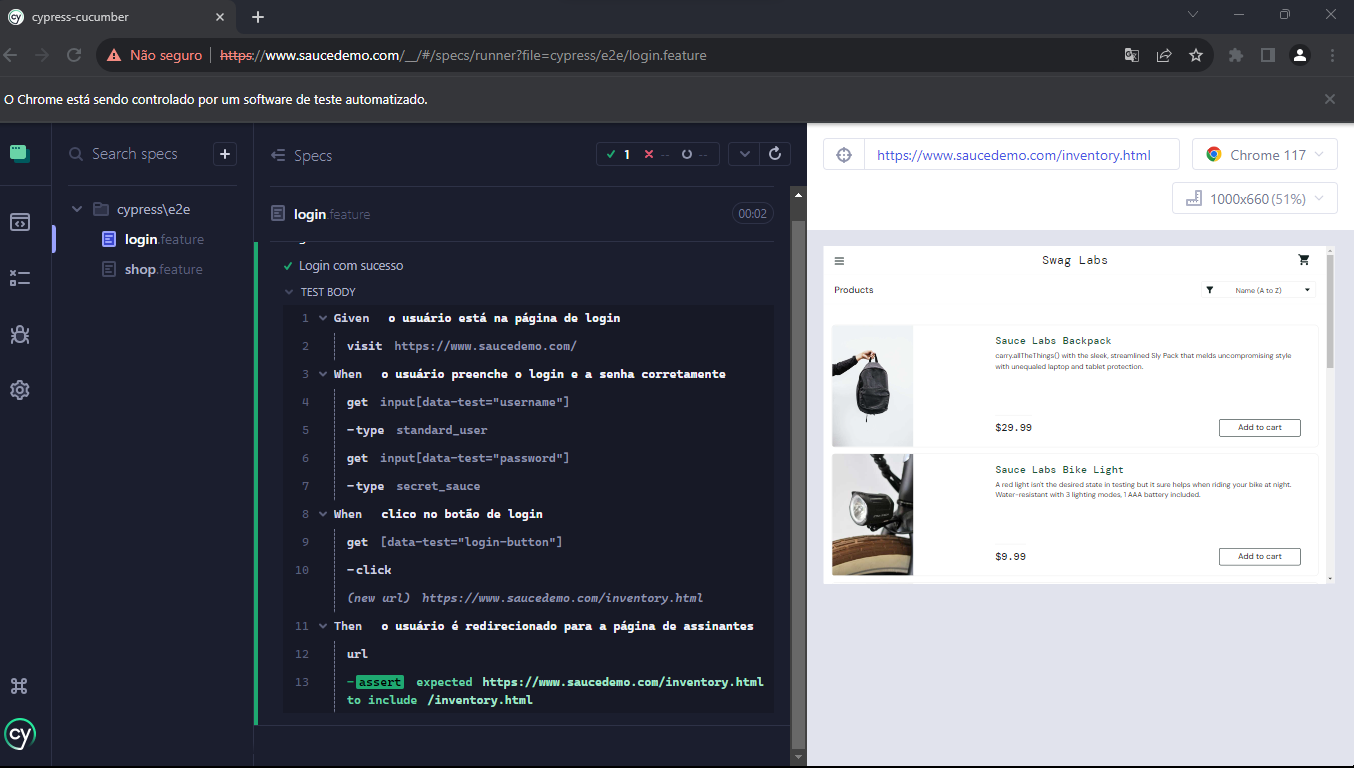 cy cypress-cucumber
Não seguro https://www.saucedemo.com/__/#/specs/runner?file=cypress/e2e/login.feature
O Chrome está sendo controlado por um software de teste automatizado.
Search specs
cypress\e2e
login.feature
shop.feature
cy
Specs
1 -- --
login.feature
00:02
Login com sucesso
TEST BODY
1 Given o usuário está na página de login
2 visit https://www.saucedemo.com/
3 When o usuário preenche o login e a senha corretamente
4 get input[data-test="username"]
5 -type standard_user
6 get input[data-test="password"]
7 -type secret_sauce
8 When clico no botão de login
9 get [data-test="login-button"]
10 -click
(new url) https://www.saucedemo.com/inventory.html
11 Then o usuário é redirecionado para a página de assinantes
12 url
13 -assert expected https://www.saucedemo.com/inventory.html
to include /inventory.html
https://www.saucedemo.com/inventory.html
Chrome 117
1000x660 (51%)
Swag Labs
Products
Name (A to Z)
Sauce Labs Backpack
carry.allTheThings() with the sleek, streamlined Sly Pack that melds uncompromising style
with unequaled laptop and tablet protection.
$29.99
Add to cart
Sauce Labs Bike Light
A red light isn't the desired state in testing but it sure helps when riding your bike at night.
Water-resistant with 3 lighting modes, 1 AAA battery included.
$9.99
Add to cart